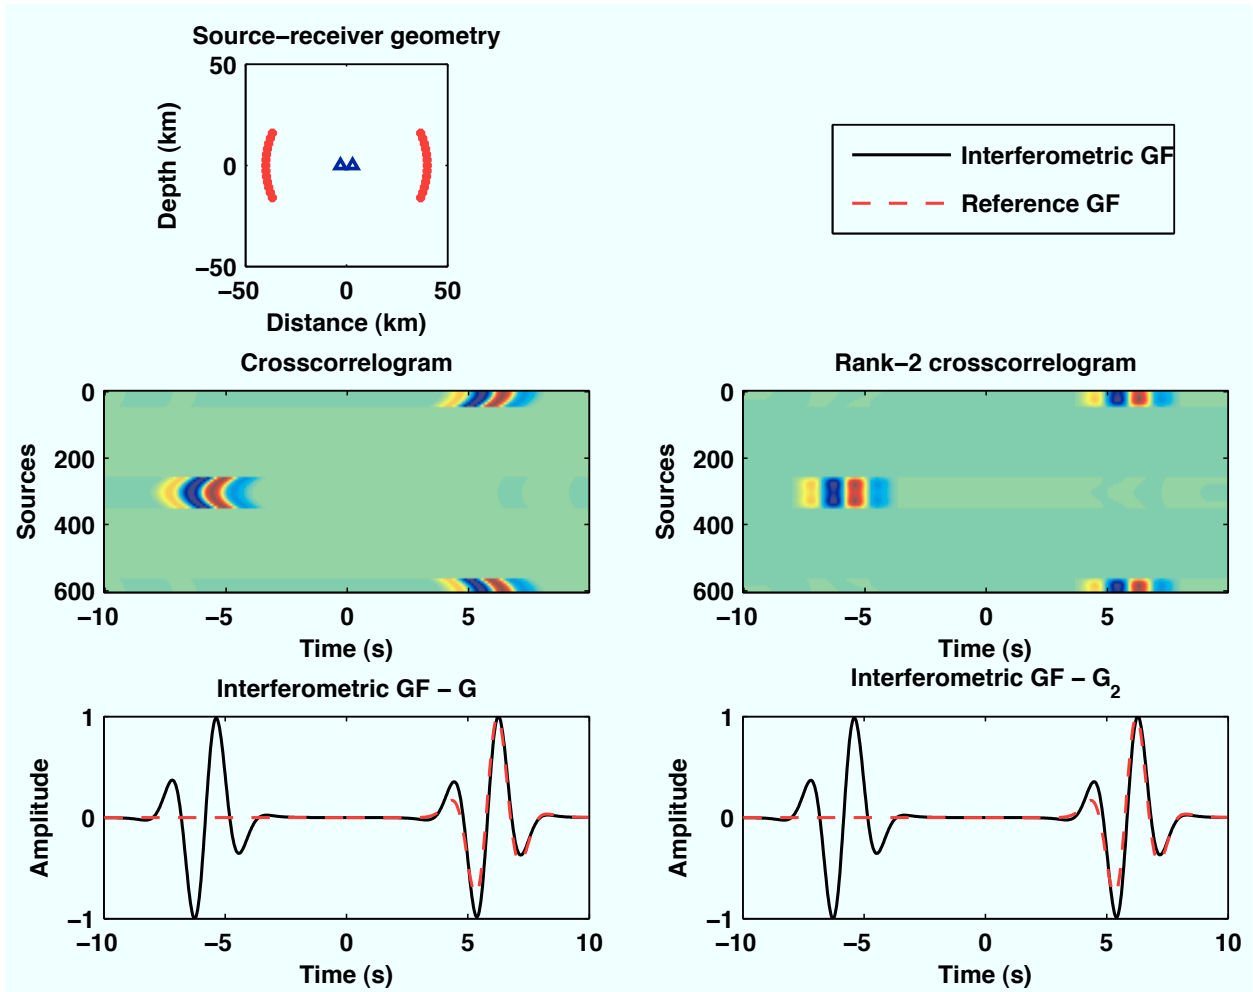 Source−receiver geometry
50
0
−50
Depth (km)
−50 0 50
Distance (km)
Interferometric GF
Reference GF
Crosscorrelogram
0
200
400
600
Sources
−10 −5 0 5 10
Time (s)
Rank−2 crosscorrelogram
0
200
400
600
Sources
−10 −5 0 5 10
Time (s)
Interferometric GF − G
1
0
−1
Amplitude
−10 −5 0 5 10
Time (s)
Interferometric GF − G₂
1
0
−1
Amplitude
−10 −5 0 5 10
Time (s)